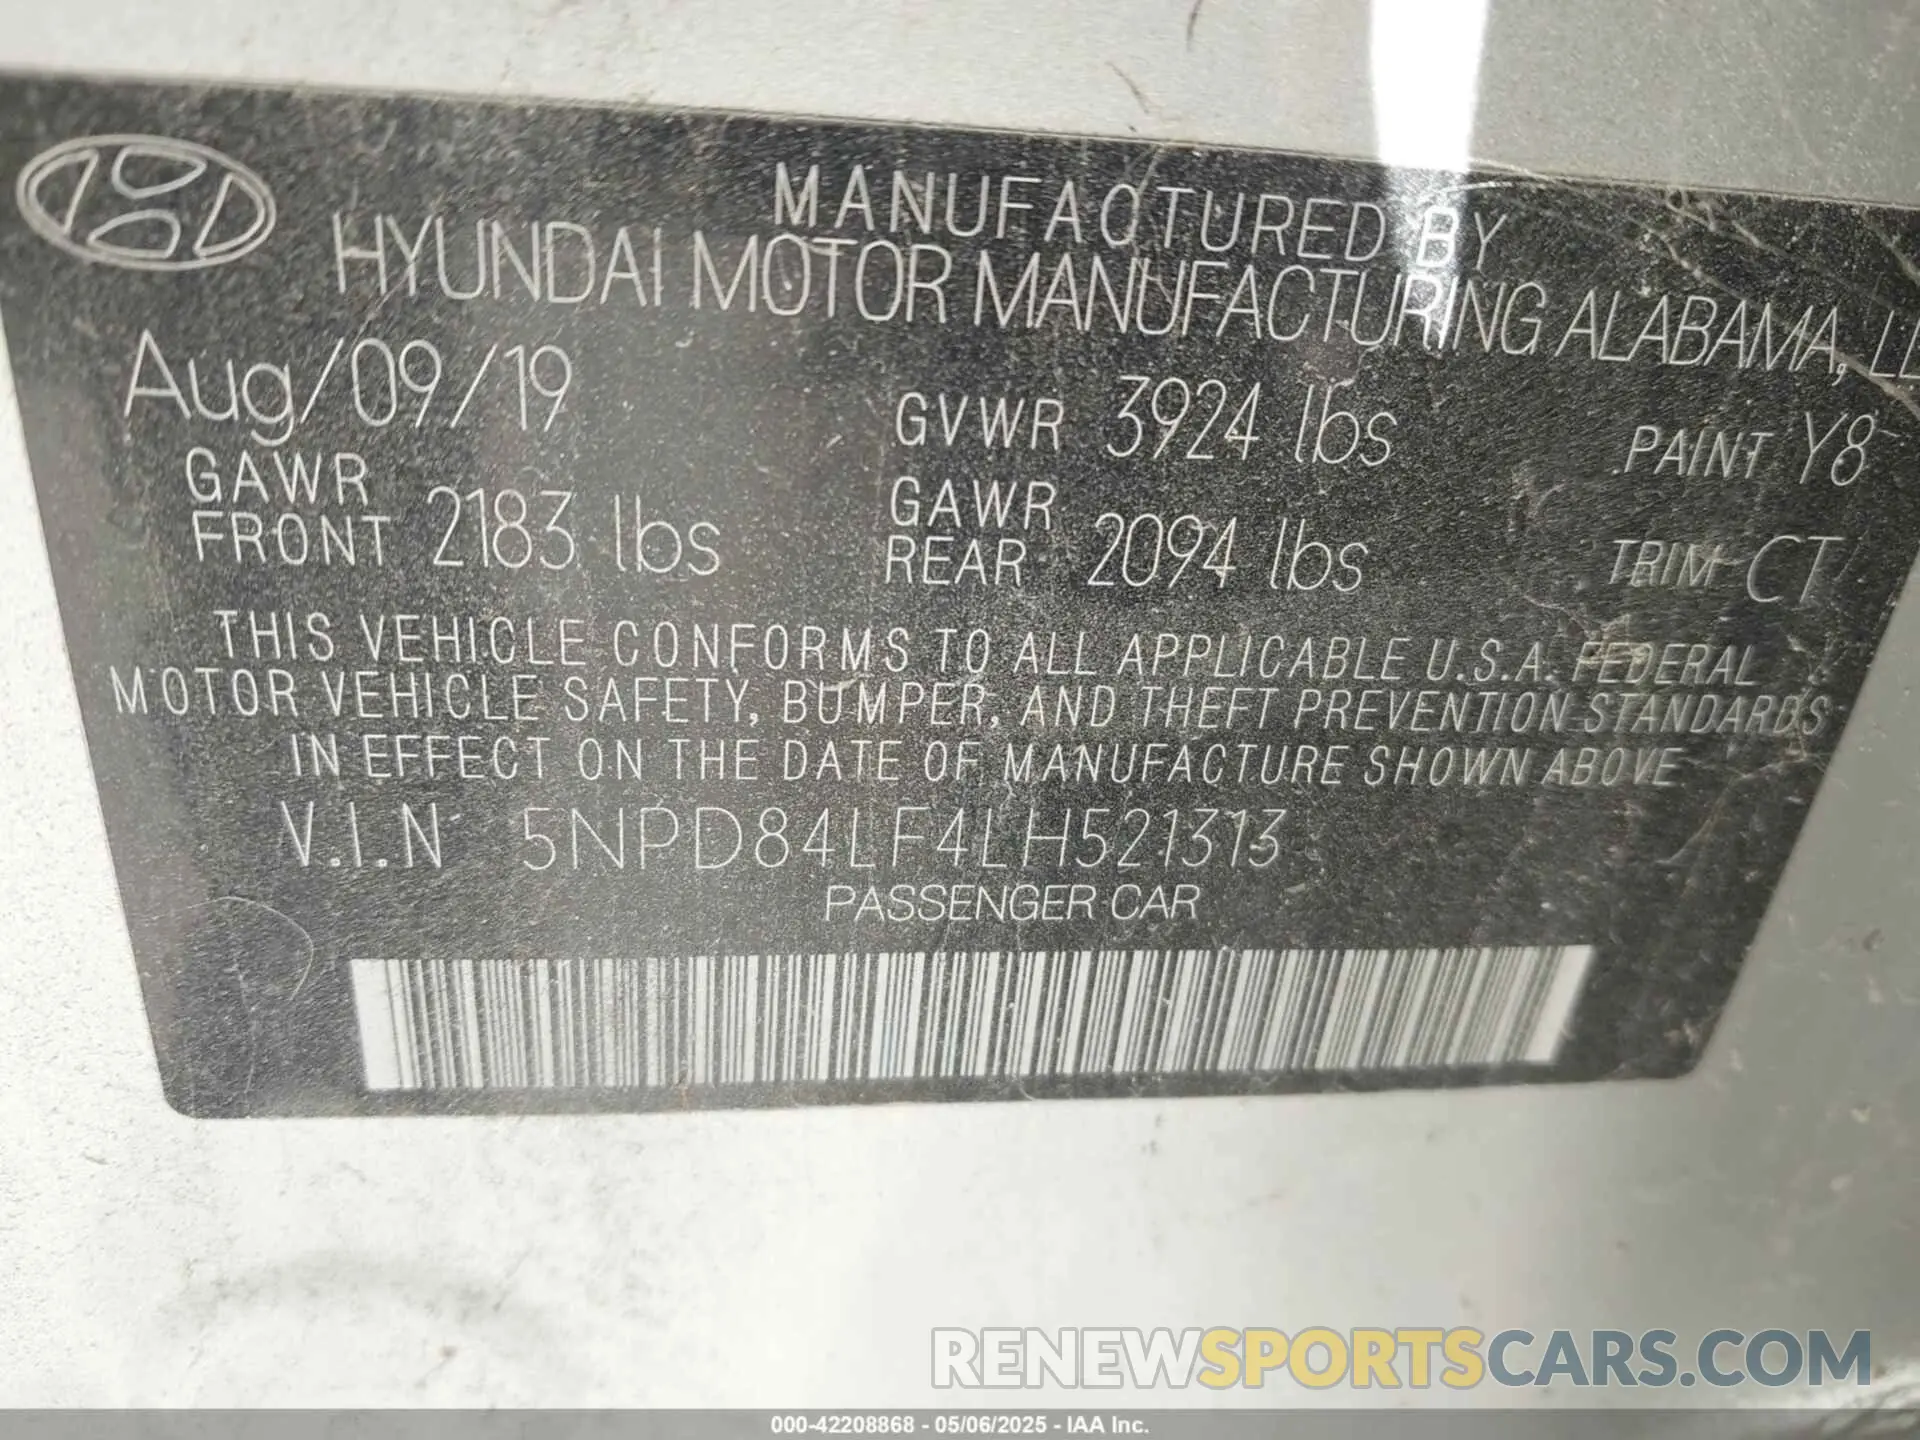 MANUFACTURED BY
HYUNDAI MOTOR MANUFACTURING ALABAMA, LL
Aug/09/19 GVWR 3924 lbs PAINT Y8
GAWR FRONT 2183 lbs GAWR REAR 2094 lbs TRIM CT
THIS VEHICLE CONFORMS TO ALL APPLICABLE U.S.A. FEDERAL
MOTOR VEHICLE SAFETY, BUMPER, AND THEFT PREVENTION STANDARDS
IN EFFECT ON THE DATE OF MANUFACTURE SHOWN ABOVE
V.I.N 5NPD84LF4LH521313
PASSENGER CAR
RENEWSPORTSCARS.COM
000-42208868 - 05/06/2025 - IAA Inc.